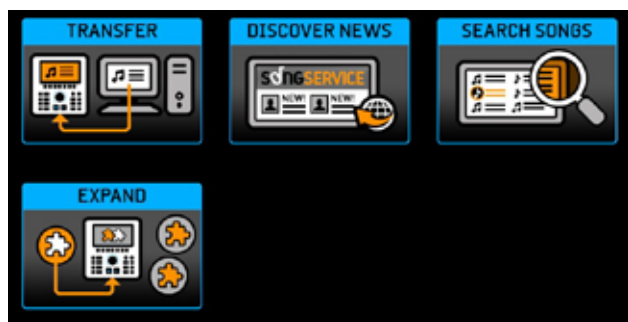 TRANSFER
DISCOVER NEWS
SEARCH SONGS
SONGSERVICE
NEW!
NEW!
EXPAND